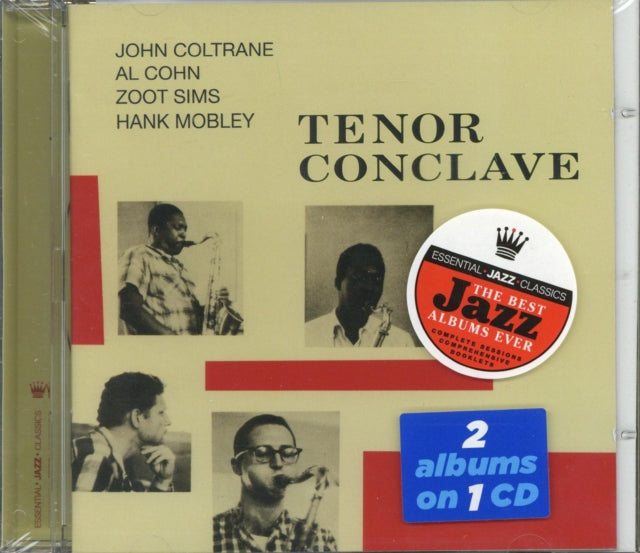 JOHN COLTRANE
AL COHN
ZOOT SIMS
HANK MOBLEY
TENOR
CONCLAVE
ESSENTIAL • JAZZ • CLASSICS
THE BEST
Jazz
ALBUMS EVER
COMPLETE SESSIONS
COMPREHENSIVE
BOOKLETS
2
albums
on 1 CD
ESSENTIAL • JAZZ • CLASSICS